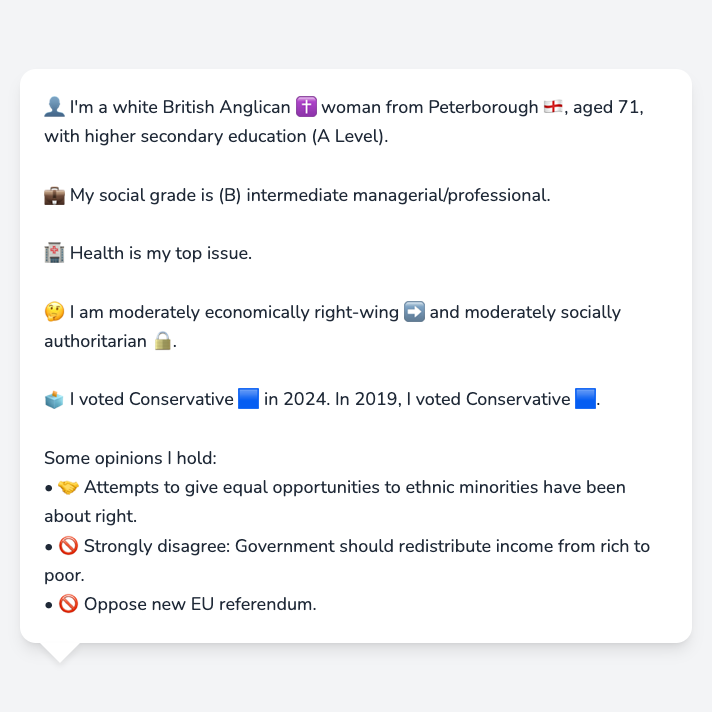 👤 I'm a white British Anglican ✝️ woman from Peterborough 🏴󠁧󠁢󠁥󠁮󠁧󠁿, aged 71,
with higher secondary education (A Level).
💼 My social grade is (B) intermediate managerial/professional.
🏥 Health is my top issue.
🤔 I am moderately economically right-wing ➡️ and moderately socially
authoritarian 🔒.
🗳️ I voted Conservative 🟦 in 2024. In 2019, I voted Conservative 🟦.
Some opinions I hold:
• 🤝 Attempts to give equal opportunities to ethnic minorities have been
about right.
• 🚫 Strongly disagree: Government should redistribute income from rich to
poor.
• 🚫 Oppose new EU referendum.